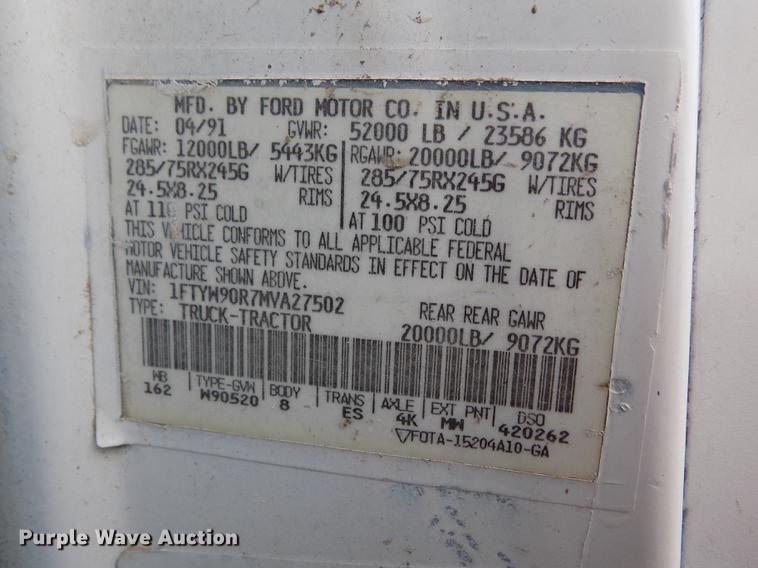 MFD. BY FORD MOTOR CO. IN U.S.A.
DATE: 04/91 GVWR: 52000 LB / 23586 KG
FGAWR: 12000LB/ 5443KG RGAWR: 20000LB/ 9072KG
285/75RX245G W/TIRES 285/75RX245G W/TIRES
24.5X8.25 RIMS 24.5X8.25 RIMS
AT 110 PSI COLD AT 100 PSI COLD
THIS VEHICLE CONFORMS TO ALL APPLICABLE FEDERAL
MOTOR VEHICLE SAFETY STANDARDS IN EFFECT ON THE DATE OF
MANUFACTURE SHOWN ABOVE.
VIN: 1FTYW90R7MVA27502 REAR REAR GAWR
TYPE: TRUCK-TRACTOR 20000LB/ 9072KG
WB TYPE-GVW BODY TRANS AXLE EXT PNT DSO
162 W90520 8 ES 4K MW 420262
▽F0TA-15204A10-GA
Purple Wave Auction